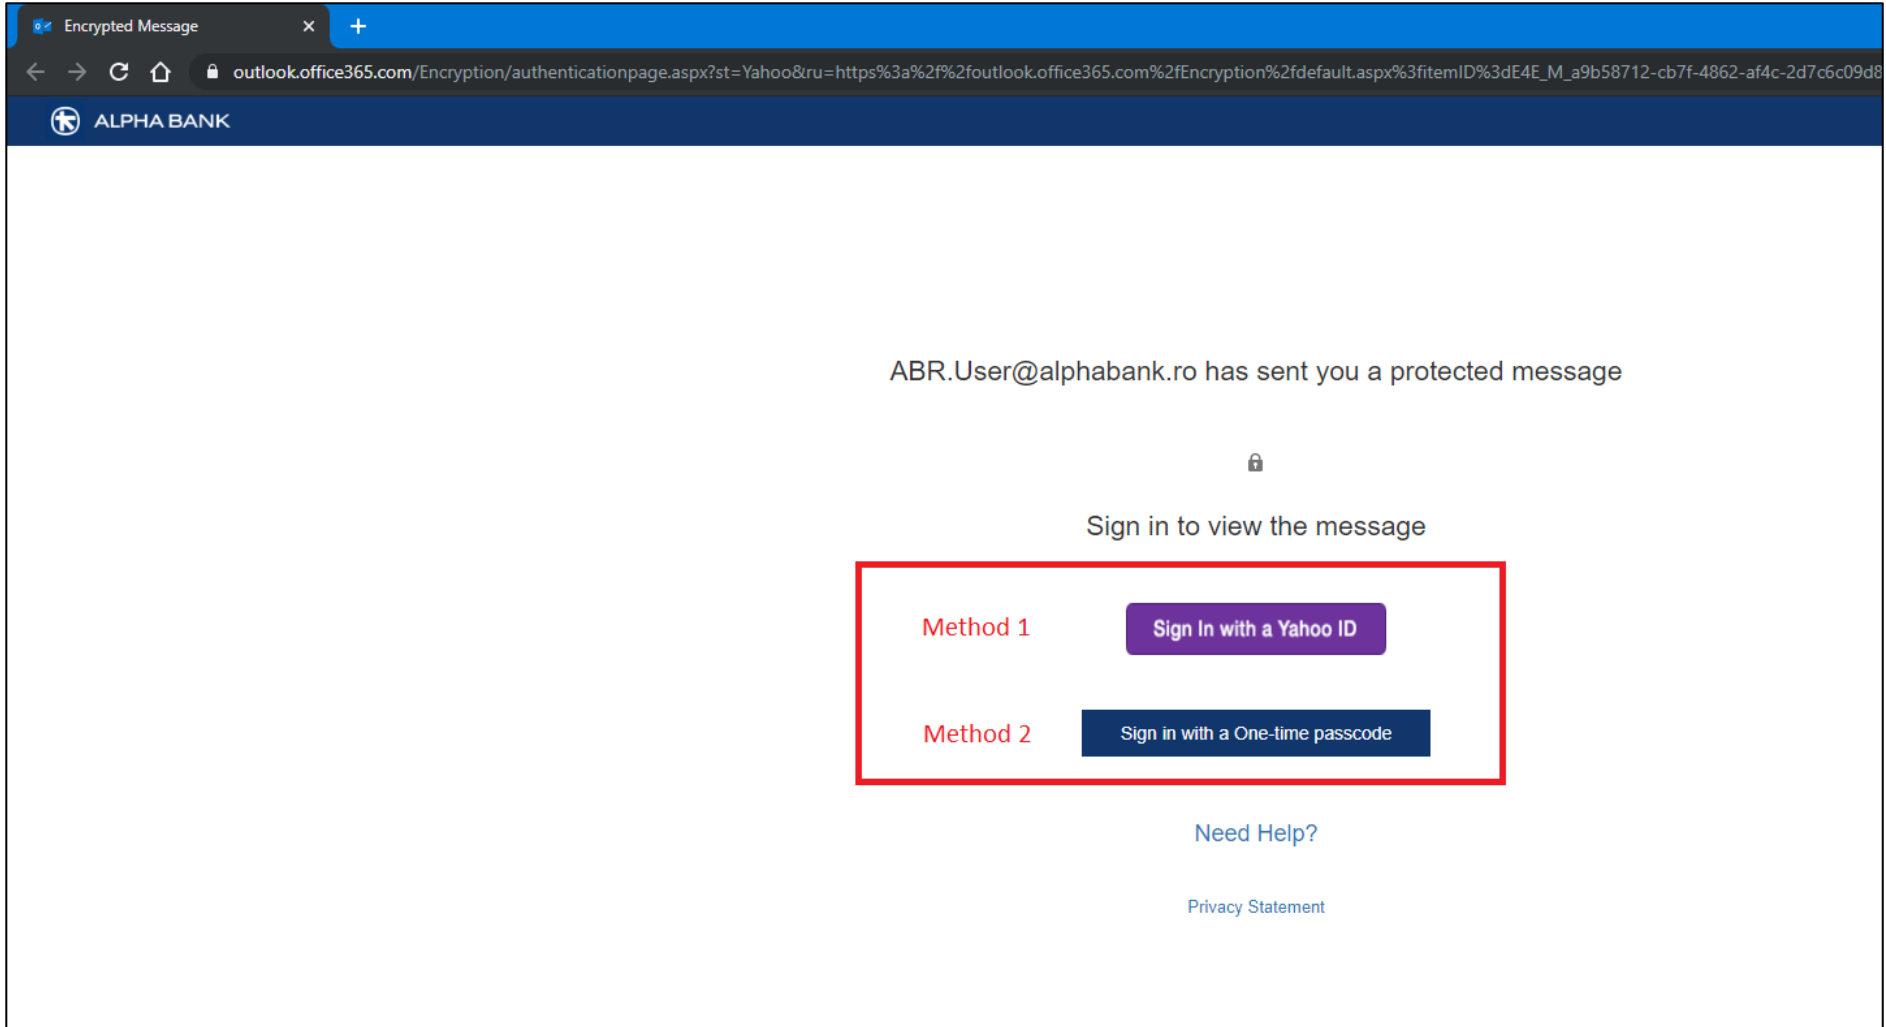 Encrypted Message
outlook.office365.com/Encryption/authenticationpage.aspx?st=Yahoo&ru=https%3a%2f%2foutlook.office365.com%2fEncryption%2fdefault.aspx%3fitemID%3dE4E_M_a9b58712-cb7f-4862-af4c-2d7c6c09d8
ALPHA BANK
ABR.User@alphabank.ro has sent you a protected message
Sign in to view the message
Method 1 Sign In with a Yahoo ID
Method 2 Sign in with a One-time passcode
Need Help?
Privacy Statement